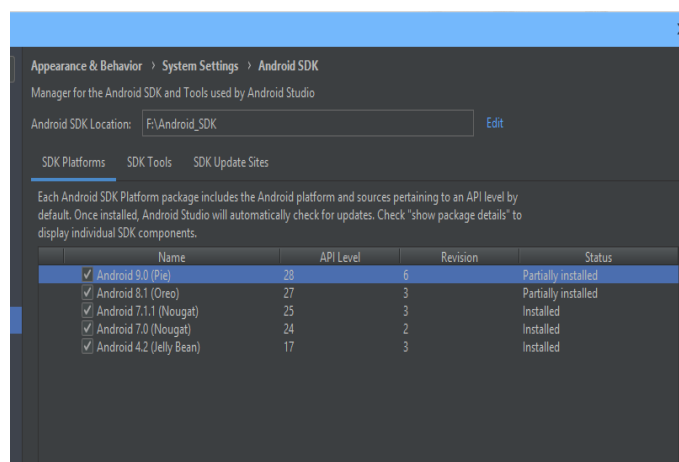 Appearance & Behavior > System Settings > Android SDK
Manager for the Android SDK and Tools used by Android Studio
Android SDK Location: F:\Android_SDK Edit
SDK Platforms SDK Tools SDK Update Sites
Each Android SDK Platform package includes the Android platform and sources pertaining to an API level by
default. Once installed, Android Studio will automatically check for updates. Check "show package details" to
display individual SDK components.
Name API Level Revision Status
Android 9.0 (Pie) 28 6 Partially installed
Android 8.1 (Oreo) 27 3 Partially installed
Android 7.1.1 (Nougat) 25 3 Installed
Android 7.0 (Nougat) 24 2 Installed
Android 4.2 (Jelly Bean) 17 3 Installed